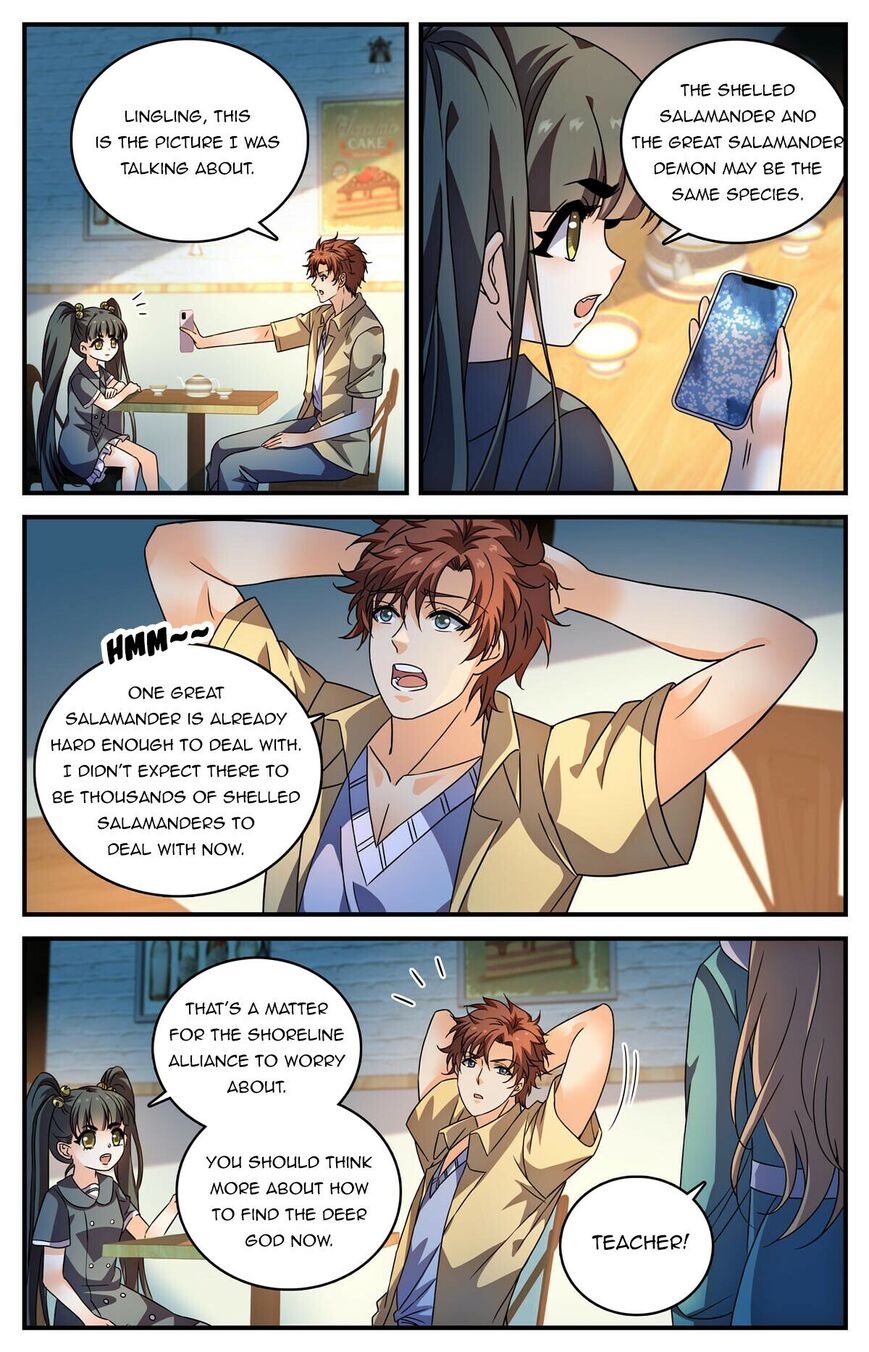 LINGLING, THIS
IS THE PICTURE I WAS
TALKING ABOUT.
CAKE
THE SHELLED
SALAMANDER AND
THE GREAT SALAMANDER
DEMON MAY BE THE
SAME SPECIES.
HMM~~
ONE GREAT
SALAMANDER IS ALREADY
HARD ENOUGH TO DEAL WITH.
I DIDN'T EXPECT THERE TO
BE THOUSANDS OF SHELLED
SALAMANDERS TO
DEAL WITH NOW.
THAT'S A MATTER
FOR THE SHORELINE
ALLIANCE TO WORRY
ABOUT.
YOU SHOULD THINK
MORE ABOUT HOW
TO FIND THE DEER
GOD NOW.
TEACHER!